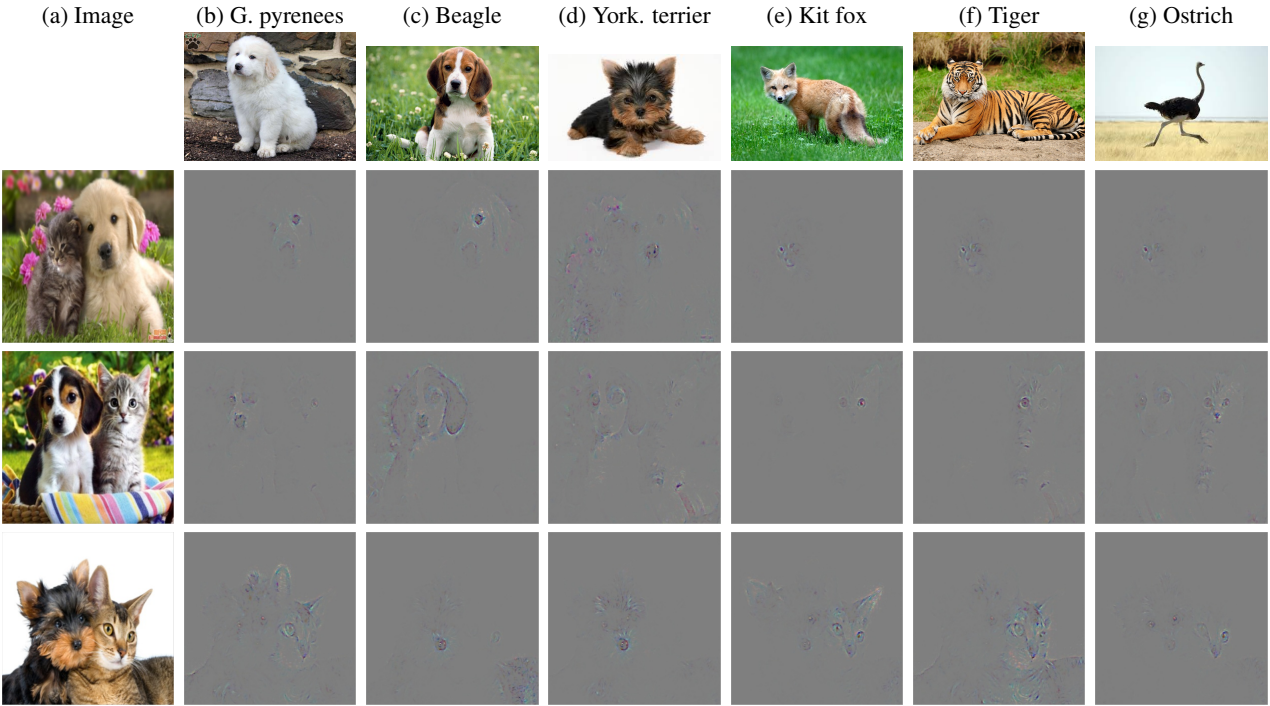 (a) Image
(b) G. pyrenees
(c) Beagle
(d) York. terrier
(e) Kit fox
(f) Tiger
(g) Ostrich